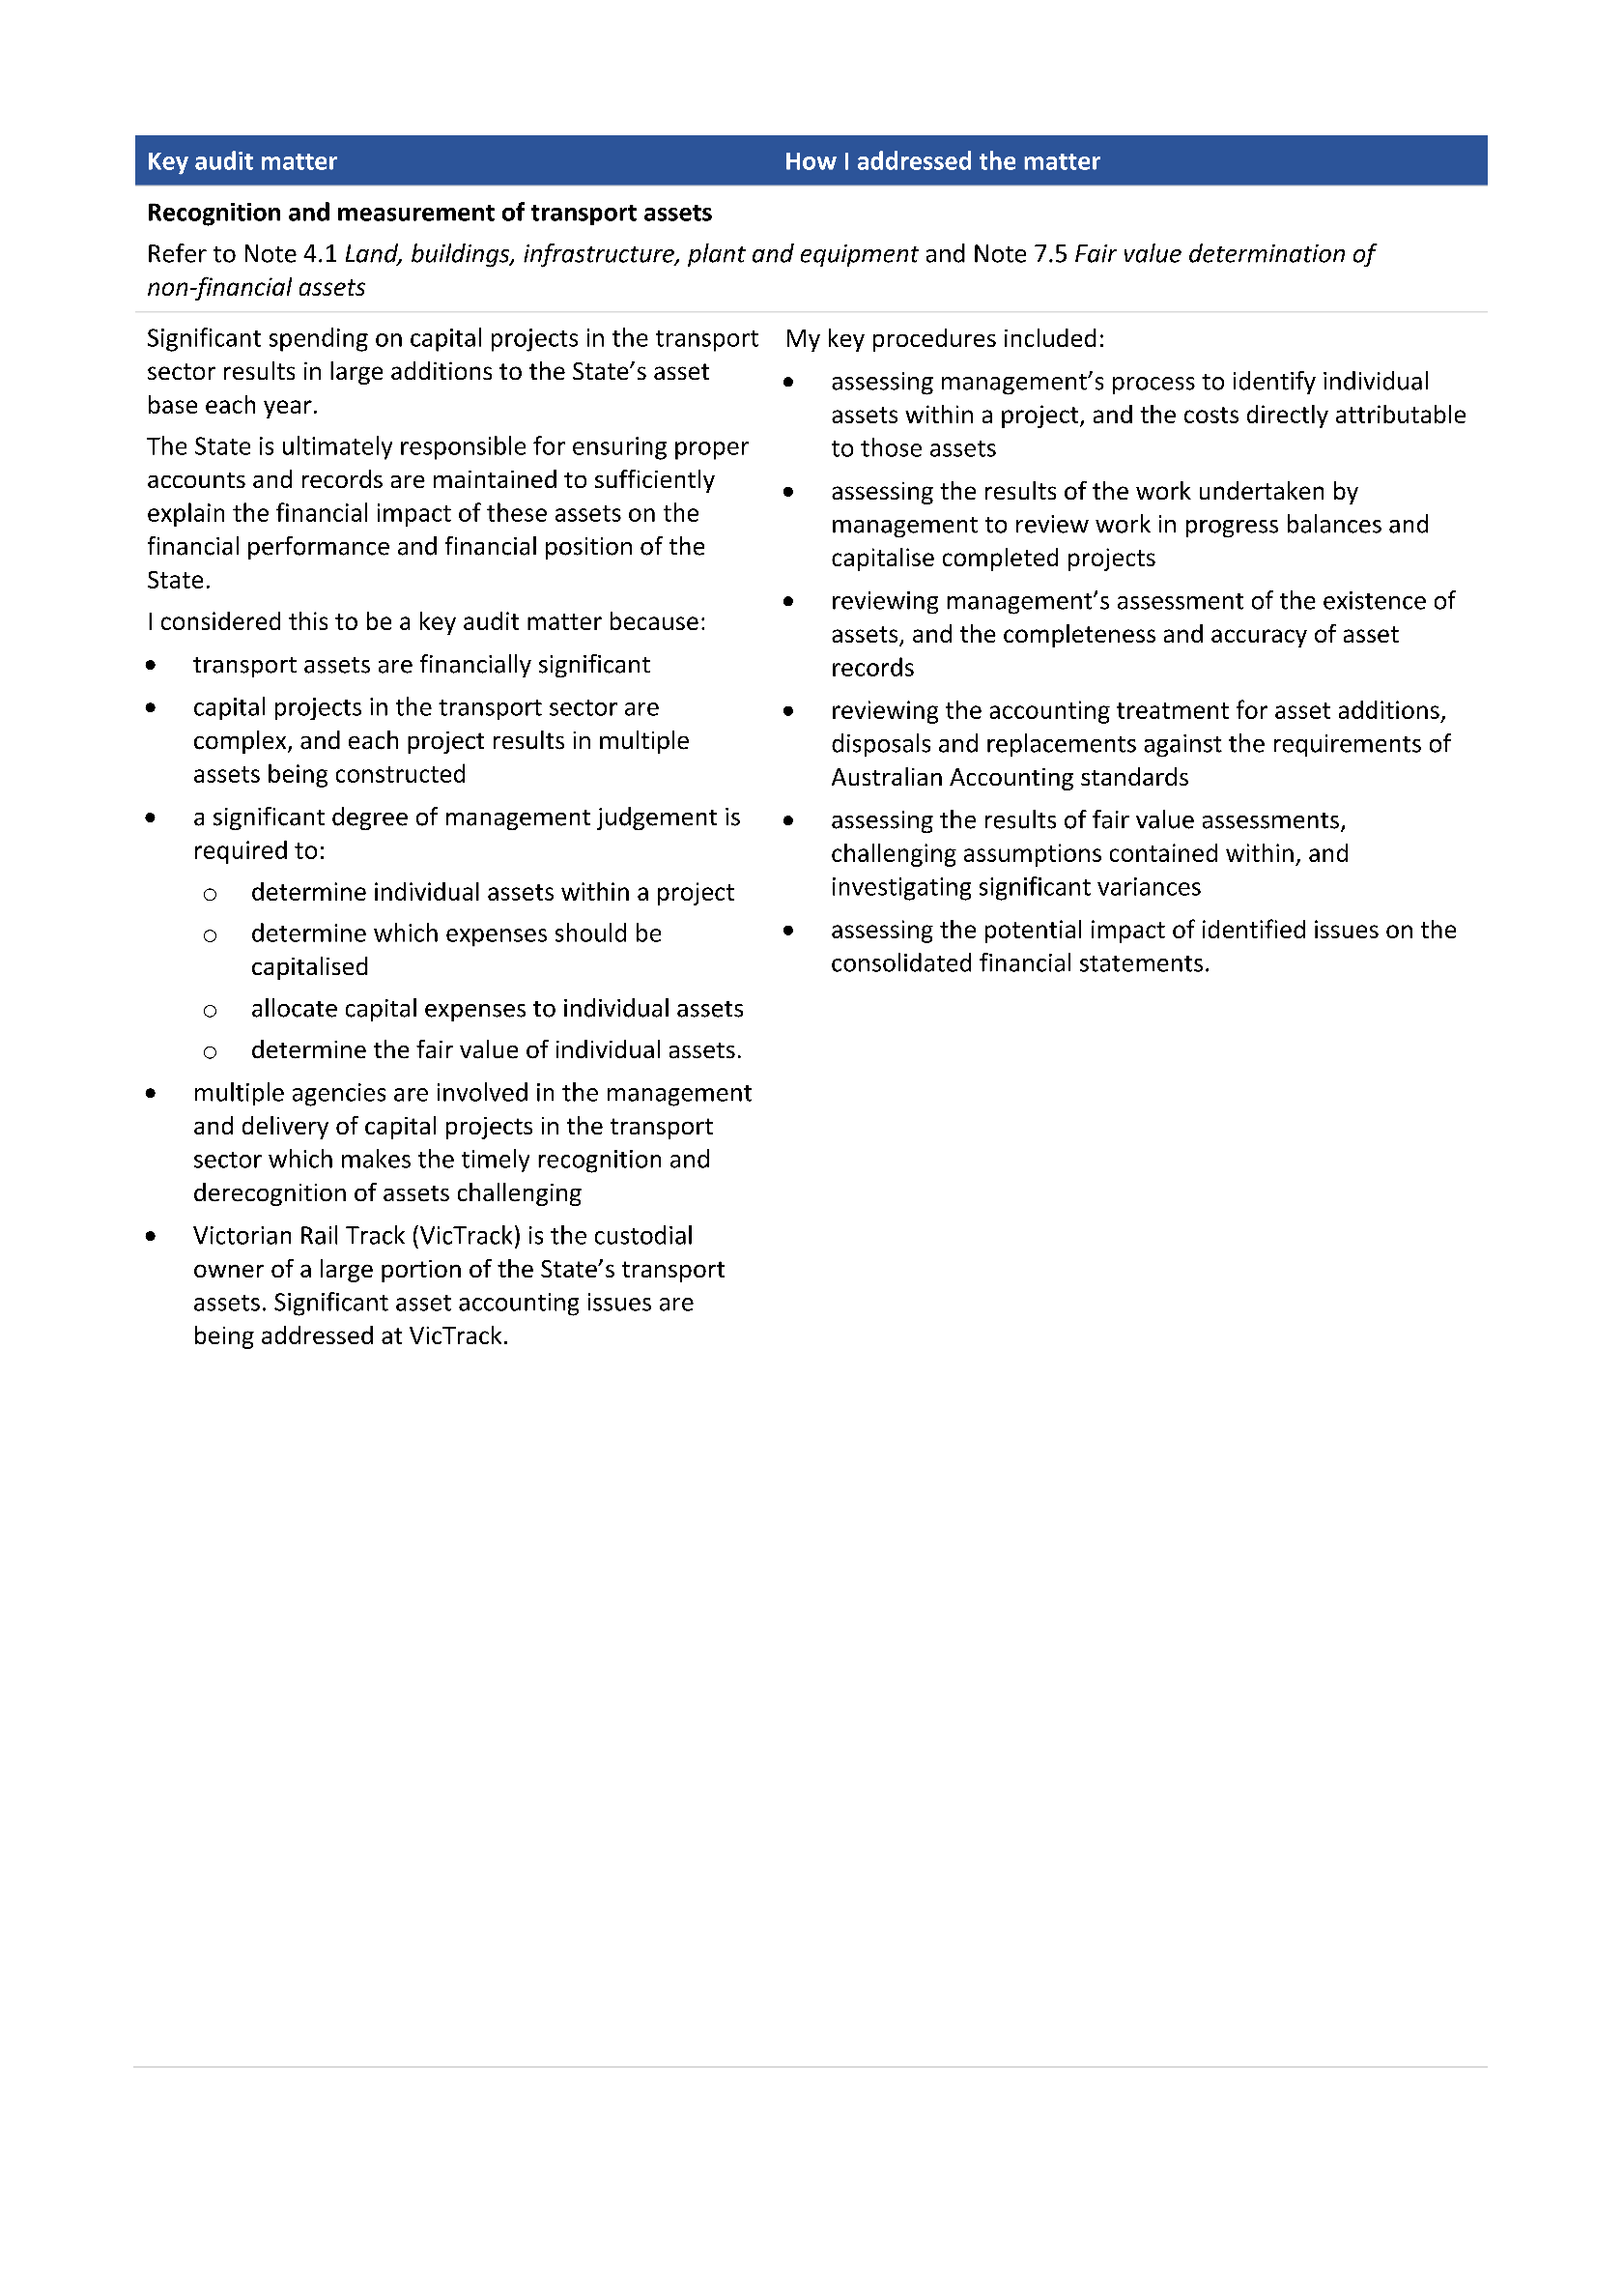 Key audit matter
How I addressed the matter
Recognition and measurement of transport assets
Refer to Note 4.1 Land, buildings, infrastructure, plant and equipment and Note 7.5 Fair value determination of
non-financial assets
Significant spending on capital projects in the transport
sector results in large additions to the State’s asset
base each year.
The State is ultimately responsible for ensuring proper
accounts and records are maintained to sufficiently
explain the financial impact of these assets on the
financial performance and financial position of the
State.
I considered this to be a key audit matter because:
• transport assets are financially significant
• capital projects in the transport sector are
complex, and each project results in multiple
assets being constructed
• a significant degree of management judgement is
required to:
o determine individual assets within a project
o determine which expenses should be
capitalised
o allocate capital expenses to individual assets
o determine the fair value of individual assets.
• multiple agencies are involved in the management
and delivery of capital projects in the transport
sector which makes the timely recognition and
derecognition of assets challenging
• Victorian Rail Track (VicTrack) is the custodial
owner of a large portion of the State’s transport
assets. Significant asset accounting issues are
being addressed at VicTrack.
My key procedures included:
• assessing management’s process to identify individual
assets within a project, and the costs directly attributable
to those assets
• assessing the results of the work undertaken by
management to review work in progress balances and
capitalise completed projects
• reviewing management’s assessment of the existence of
assets, and the completeness and accuracy of asset
records
• reviewing the accounting treatment for asset additions,
disposals and replacements against the requirements of
Australian Accounting standards
• assessing the results of fair value assessments,
challenging assumptions contained within, and
investigating significant variances
• assessing the potential impact of identified issues on the
consolidated financial statements.